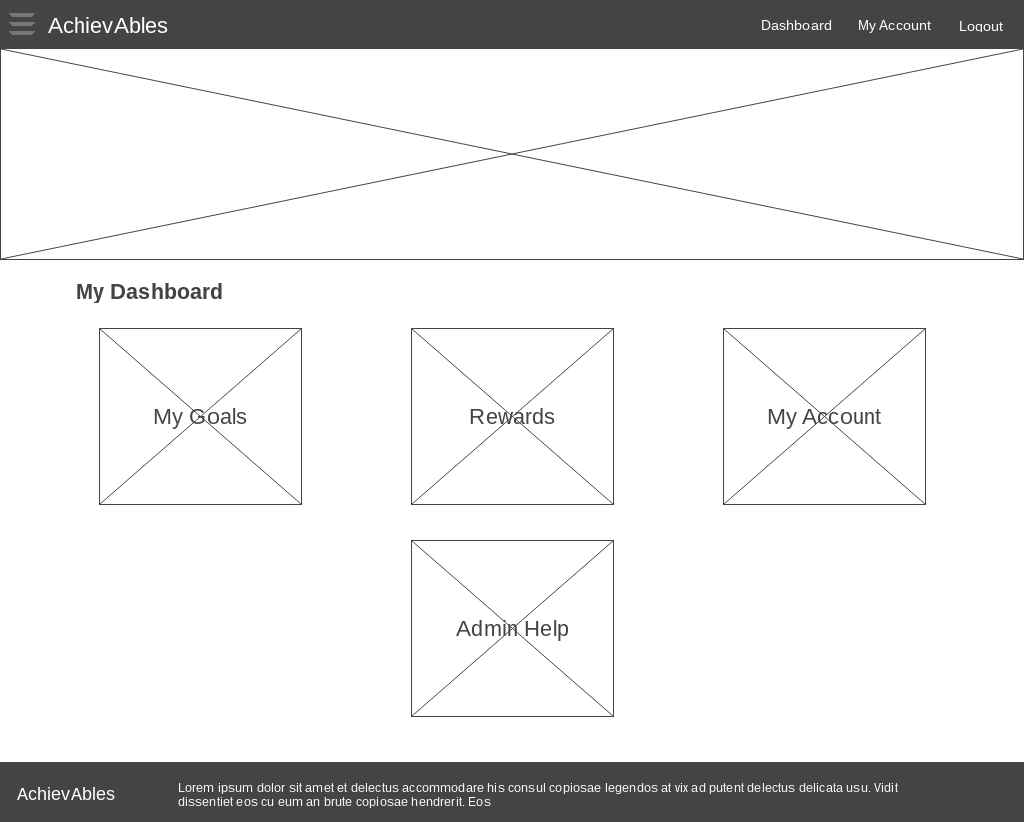 AchievAbles
Dashboard
My Account
Logout
My Dashboard
My Goals
Rewards
My Account
Admin Help
AchievAbles
Lorem ipsum dolor sit amet et delectus accommodare his consul copiosae legendos at vix ad putent delectus delicata usu. Vidit
dissentiet eos cu eum an brute copiosae hendrerit. Eos